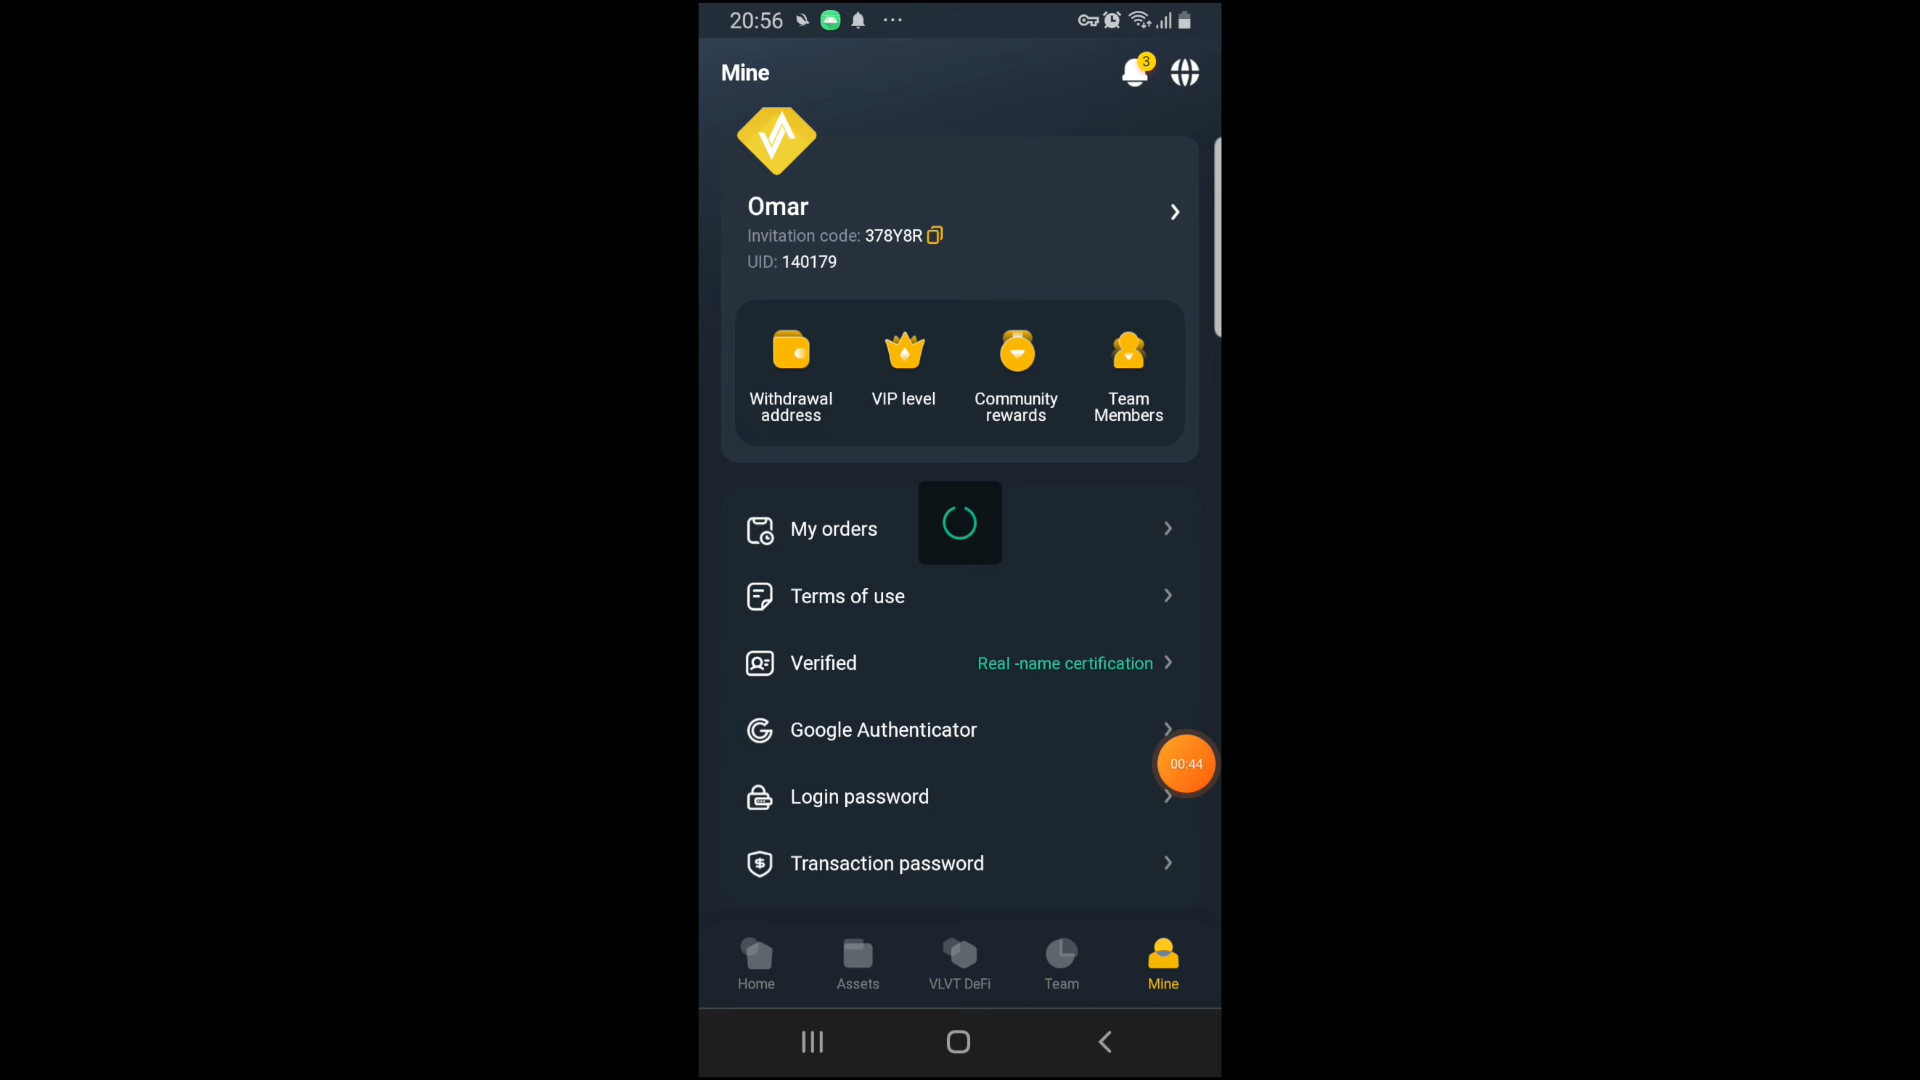 20:56
Mine
3
Omar
Invitation code: 378Y8R
UID: 140179
Withdrawal
address
VIP level
Community
rewards
Team
Members
My orders
Terms of use
Verified
Real -name certification
Google Authenticator
00:44
Login password
Transaction password
Home
Assets
VLVT DeFi
Team
Mine